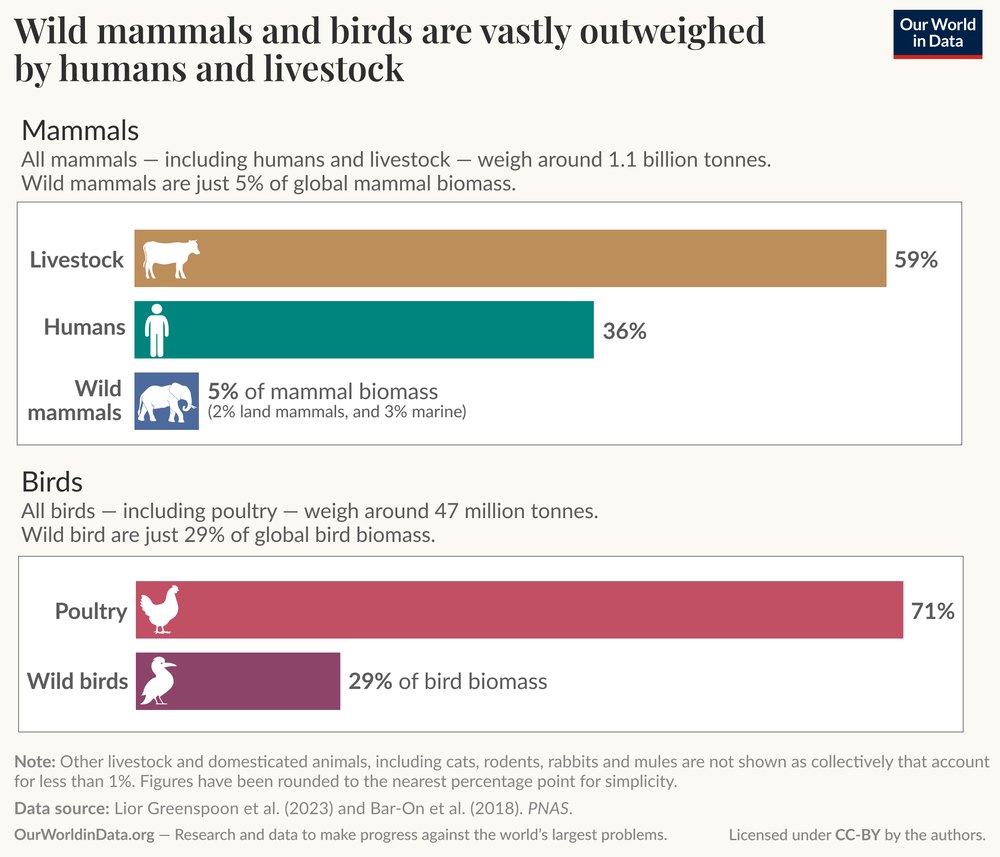 Wild mammals and birds are vastly outweighed
by humans and livestock
Our World
in Data
Mammals
All mammals — including humans and livestock — weigh around 1.1 billion tonnes.
Wild mammals are just 5% of global mammal biomass.
Livestock
59%
Humans
36%
Wild
mammals
5% of mammal biomass
(2% land mammals, and 3% marine)
Birds
All birds — including poultry — weigh around 47 million tonnes.
Wild bird are just 29% of global bird biomass.
Poultry
71%
Wild birds
29% of bird biomass
Note: Other livestock and domesticated animals, including cats, rodents, rabbits and mules are not shown as collectively that account
for less than 1%. Figures have been rounded to the nearest percentage point for simplicity.
Data source: Lior Greenspoon et al. (2023) and Bar-On et al. (2018). PNAS.
OurWorldinData.org — Research and data to make progress against the world's largest problems.
Licensed under CC-BY by the authors.